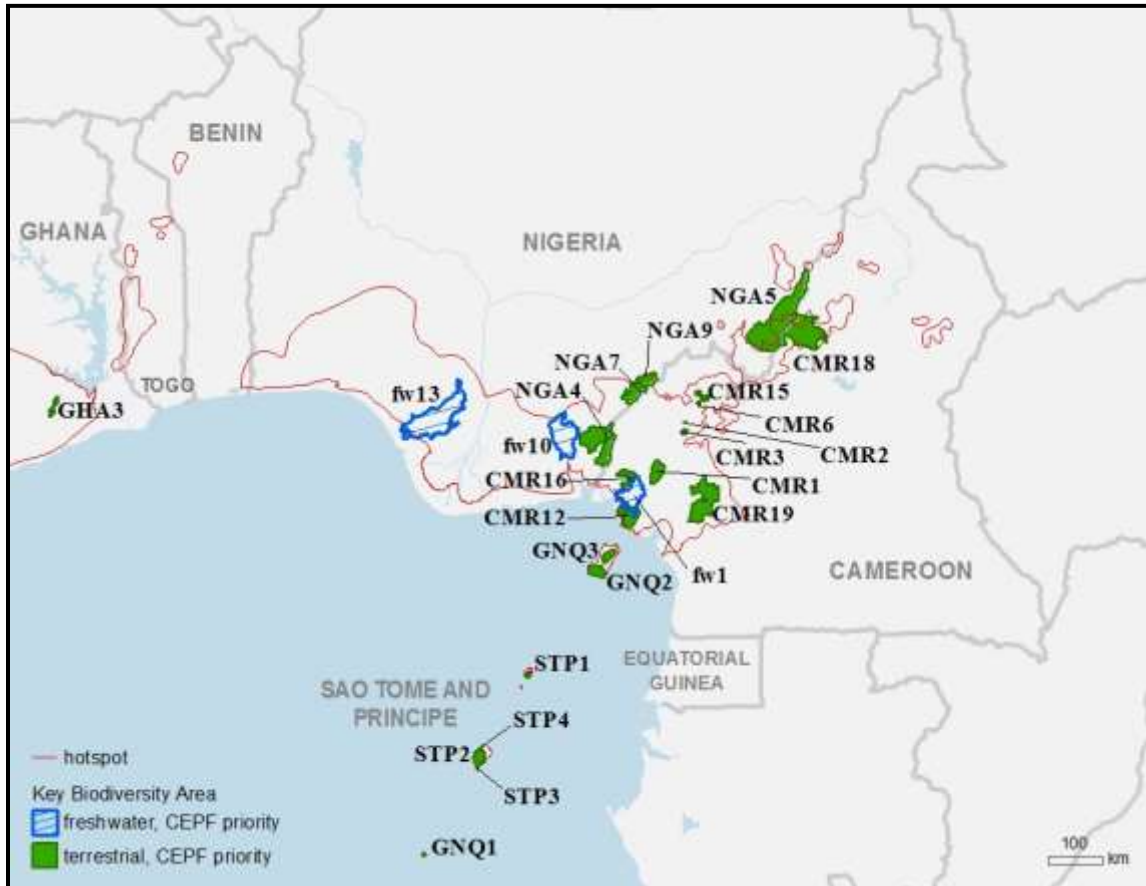 BENIN
GHANA
NIGERIA
NGA5
NGA9
NGA7
CMR18
NGA4
CMR15
TOGO
fw13
GHA3
CMR6
fw10
CMR2
CMR3
CMR16
CMR1
CMR12
CMR19
GNQ3
fw1
CAMEROON
GNQ2
STP1
EQUATORIAL
GUINEA
SAO TOME AND
PRINCIPE
STP4
STP2
STP3
GNQ1
hotspot
Key Biodiversity Area
freshwater, CEPF priority
terrestrial, CEPF priority
100
km